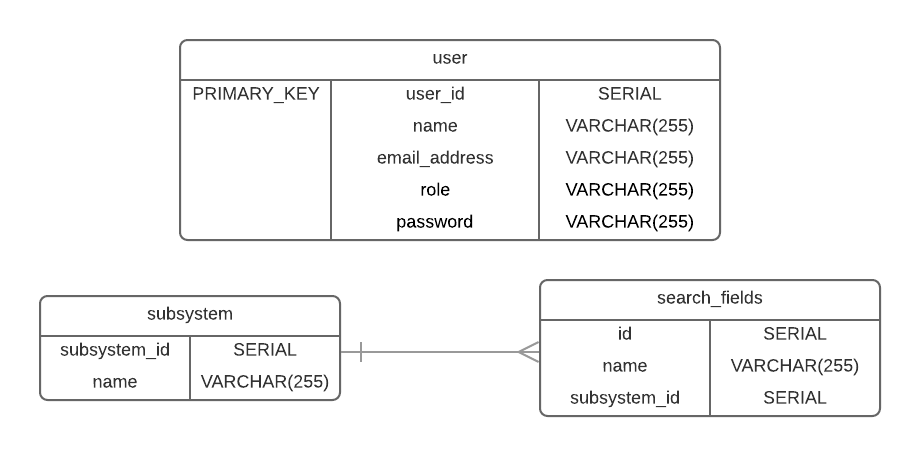 user
PRIMARY_KEY user_id SERIAL
name VARCHAR(255)
email_address VARCHAR(255)
role VARCHAR(255)
password VARCHAR(255)
subsystem
subsystem_id SERIAL
name VARCHAR(255)
search_fields
id SERIAL
name VARCHAR(255)
subsystem_id SERIAL